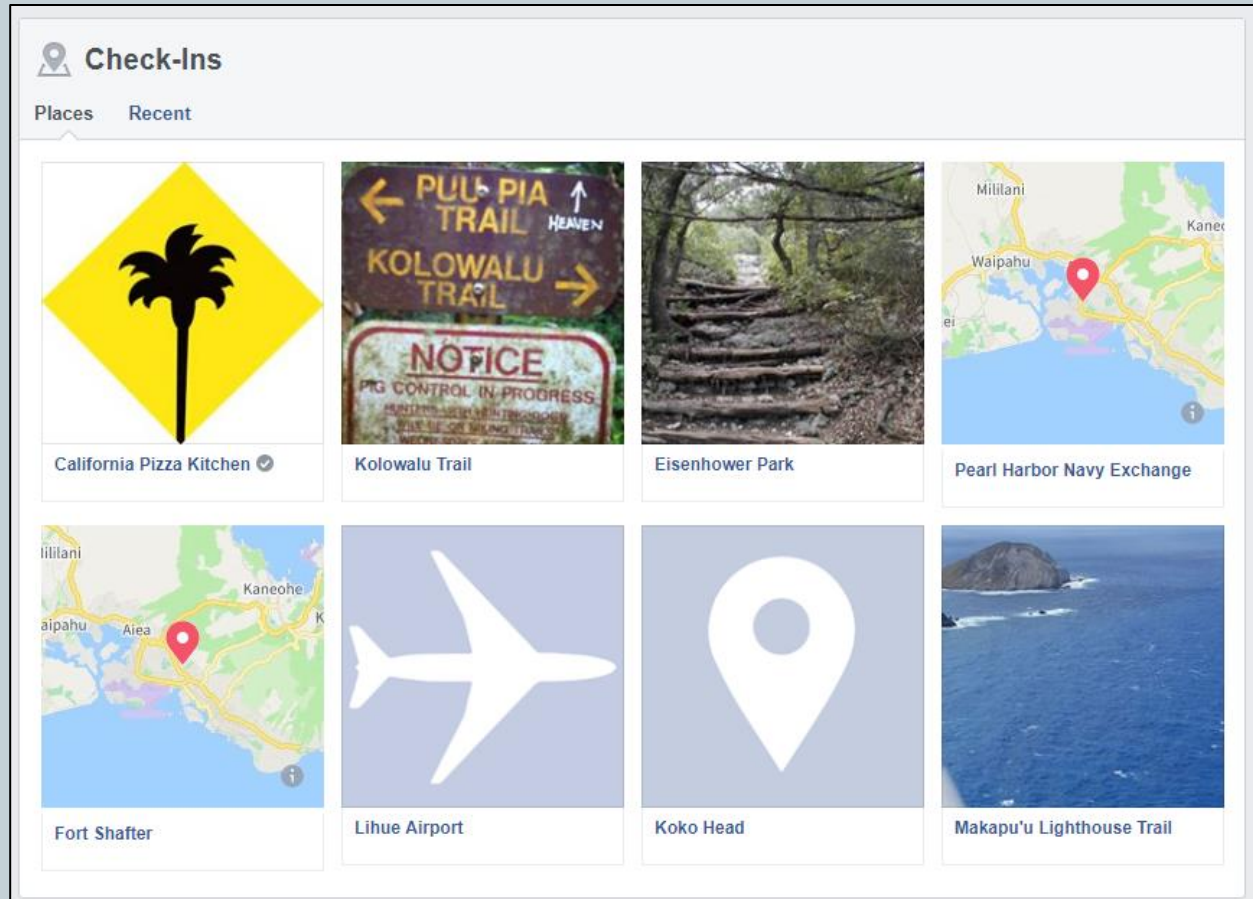 Check-Ins
Places Recent
PUU PIA
TRAIL
HEAVEN
KOLOWALU
TRAIL
NOTICE
PIG CONTROL IN PROGRESS
Mililani
Kaneo
Waipahu
ei
California Pizza Kitchen
Kolowalu Trail
Eisenhower Park
Pearl Harbor Navy Exchange
lililani
Kaneohe
aipahu Aiea
K
Fort Shafter
Lihue Airport
Koko Head
Makapu'u Lighthouse Trail